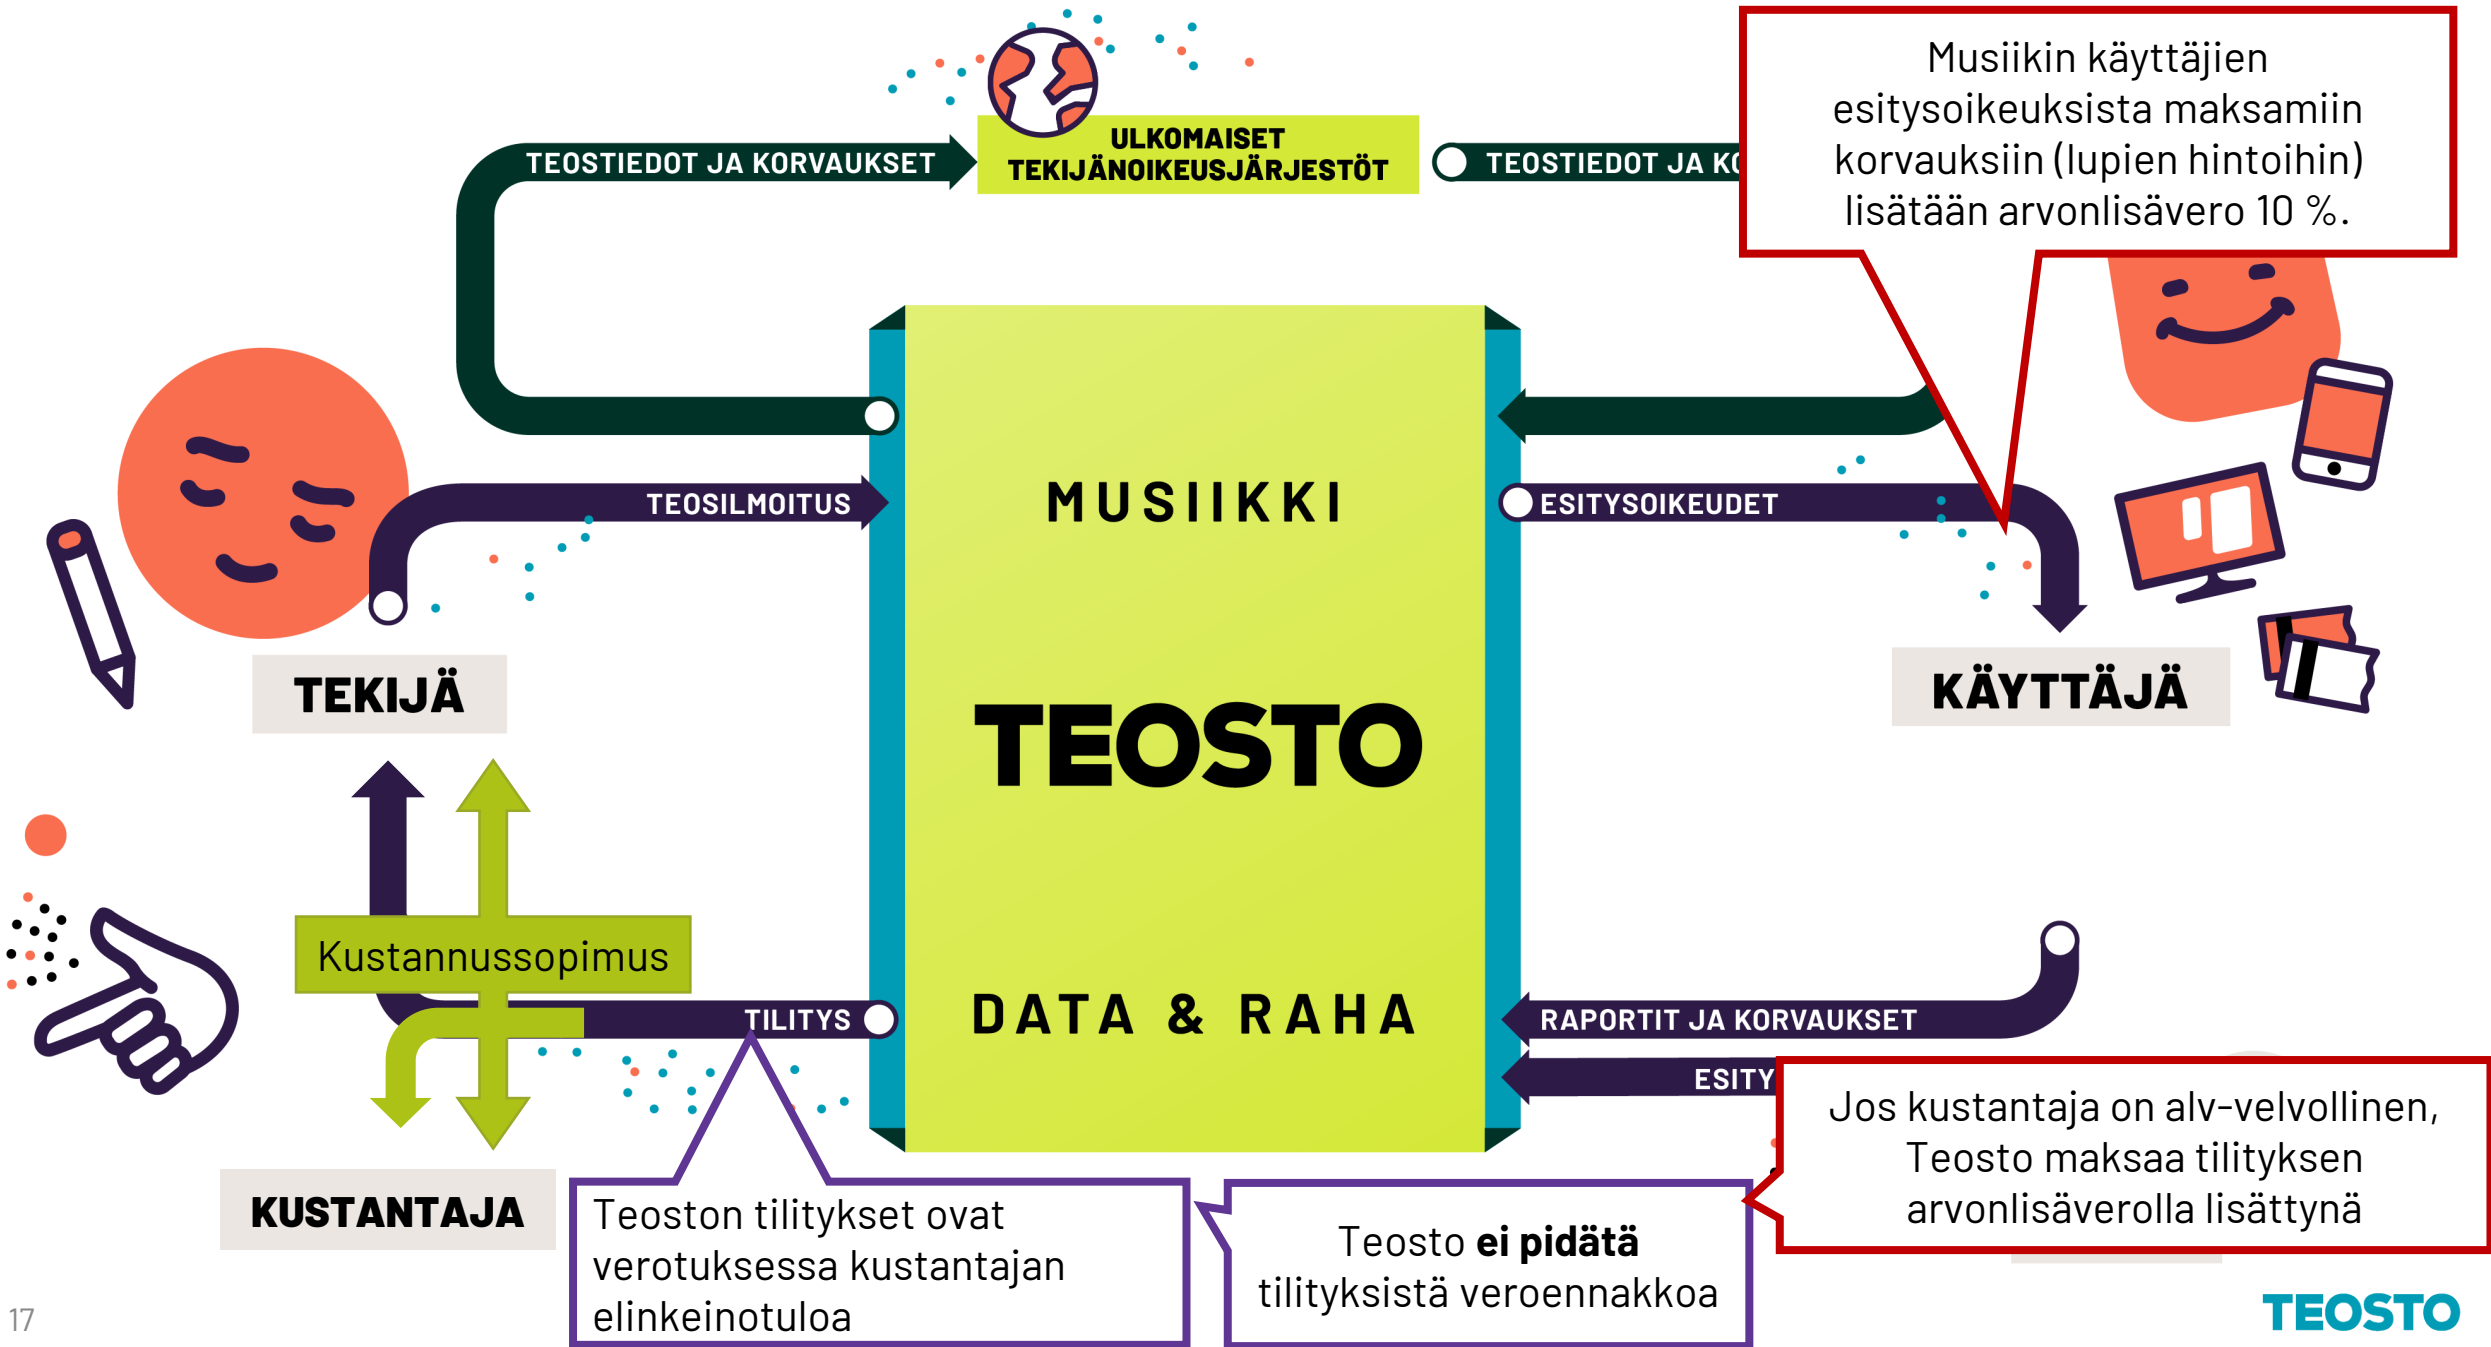 TEOSTIEDOT JA KORVAUKSET
ULKOMAISET
TEKIJÄNOIKEUSJÄRJESTÖT
TEOSTIEDOT JA
Musiikin käyttäjien
esitysoikeuksista maksamiin
korvauksiin (lupien hintoihin)
lisätään arvonlisävero 10 %.
TEOSILMOITUS
MUSIIKKI
ESITYSOIKEUDET
TEKIJÄ
TEOSTO
KÄYTTÄJÄ
Kustannussopimus
TILITYS
DATA & RAHA
RAPORTIT JA KORVAUKSET
ESITY
Jos kustantaja on alv-velvollinen,
Teosto maksaa tilityksen
arvonlisäverolla lisättynä
KUSTANTAJA
Teoston tilitykset ovat
verotuksessa kustantajan
elinkeinotuloa
Teosto ei pidätä
tilityksistä veroennakkoa
17
TEOSTO